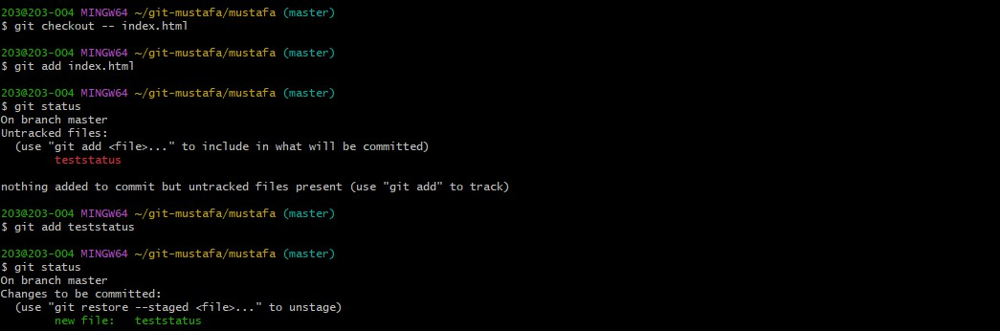 203@203-004 MINGW64 ~/git-mustafa/mustafa (master)
$ git checkout -- index.html
203@203-004 MINGW64 ~/git-mustafa/mustafa (master)
$ git add index.html
203@203-004 MINGW64 ~/git-mustafa/mustafa (master)
$ git status
On branch master
Untracked files:
  (use "git add <file>..." to include in what will be committed)
        teststatus
nothing added to commit but untracked files present (use "git add" to track)
203@203-004 MINGW64 ~/git-mustafa/mustafa (master)
$ git add teststatus
203@203-004 MINGW64 ~/git-mustafa/mustafa (master)
$ git status
On branch master
Changes to be committed:
  (use "git restore --staged <file>..." to unstage)
        new file:   teststatus